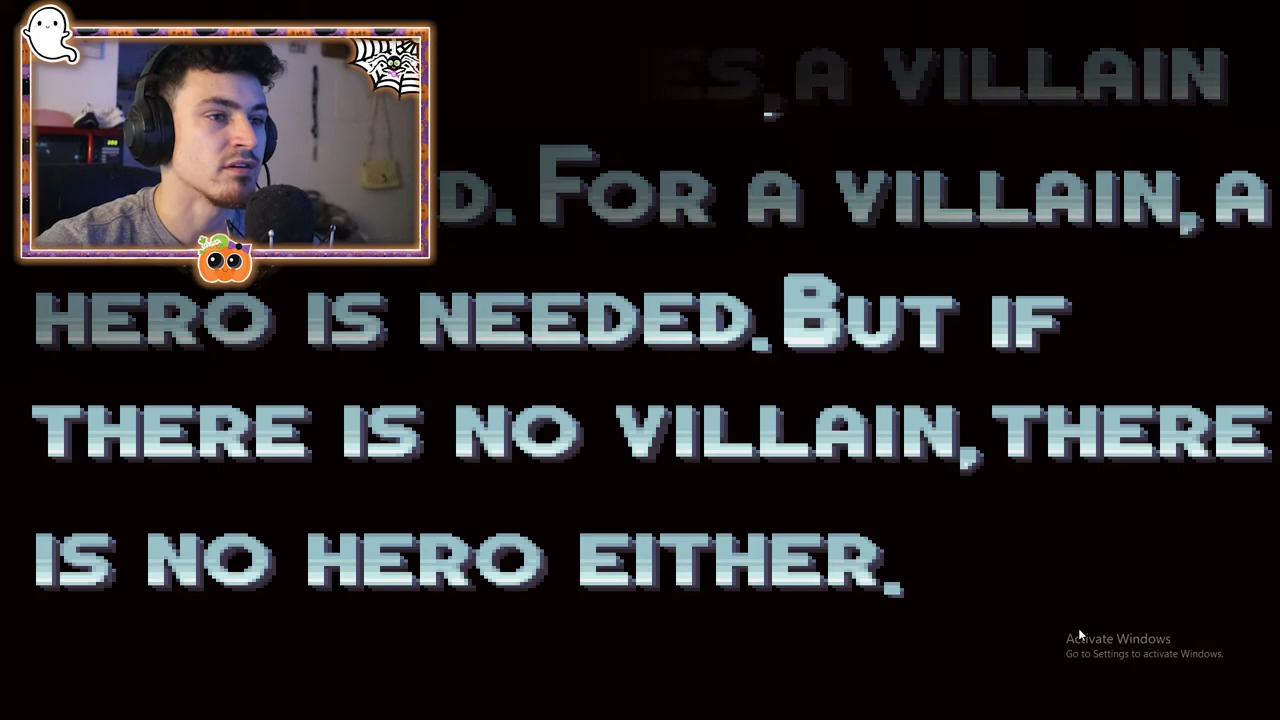 , A VILLAIN
D. FOR A VILLAIN, A
HERO IS NEEDED. BUT IF
THERE IS NO VILLAIN, THERE
IS NO HERO EITHER.
Activate Windows
Go to Settings to activate Windows.